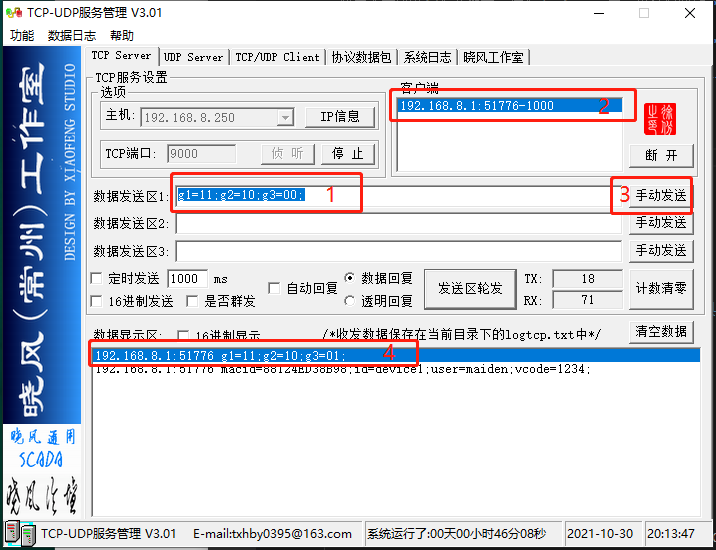 TCP-UDP服务管理 V3.01
功能 数据日志 帮助
TCP Server UDP Server TCP/UDP Client 协议数据包 系统日志 晓风工作室
TCP服务设置
选项
主机: 192.168.8.250 IP信息
TCP端口: 9000 侦 听 停 止
客户端
192.168.8.1:51776-1000 2
断 开
数据发送区1: g1=11;g2=10;g3=00; 1 3 手动发送
数据发送区2: 手动发送
数据发送区3: 手动发送
定时发送 1000 ms 自动回复 数据回复 发送区轮发 TX: 18 计数清零
16进制发送 是否群发 透明回复 RX: 71
数据显示区: 16进制显示 /*收发数据保存在当前目录下的logtcp.txt中*/ 清空数据
192.168.8.1:51776 g1=11;g2=10;g3=01; 4
192.168.8.1:51776 macid=88124ED38B98;id=device1;user=maiden;vcode=1234;
晓风(常州)工作室
DESIGN BY XIAOFENG STUDIO
晓风通用
SCADA
晓风论坛
TCP-UDP服务管理 V3.01 E-mail:txhby0395@163.com 系统运行了:00天00小时46分08秒 2021-10-30 20:13:47